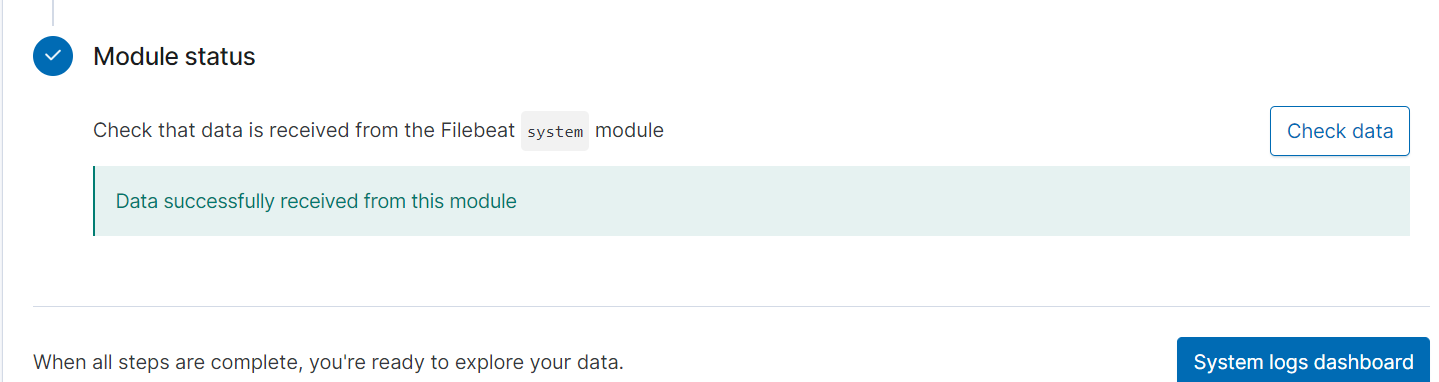 Module status
Check that data is received from the Filebeat system module
Check data
Data successfully received from this module
When all steps are complete, you're ready to explore your data.
System logs dashboard